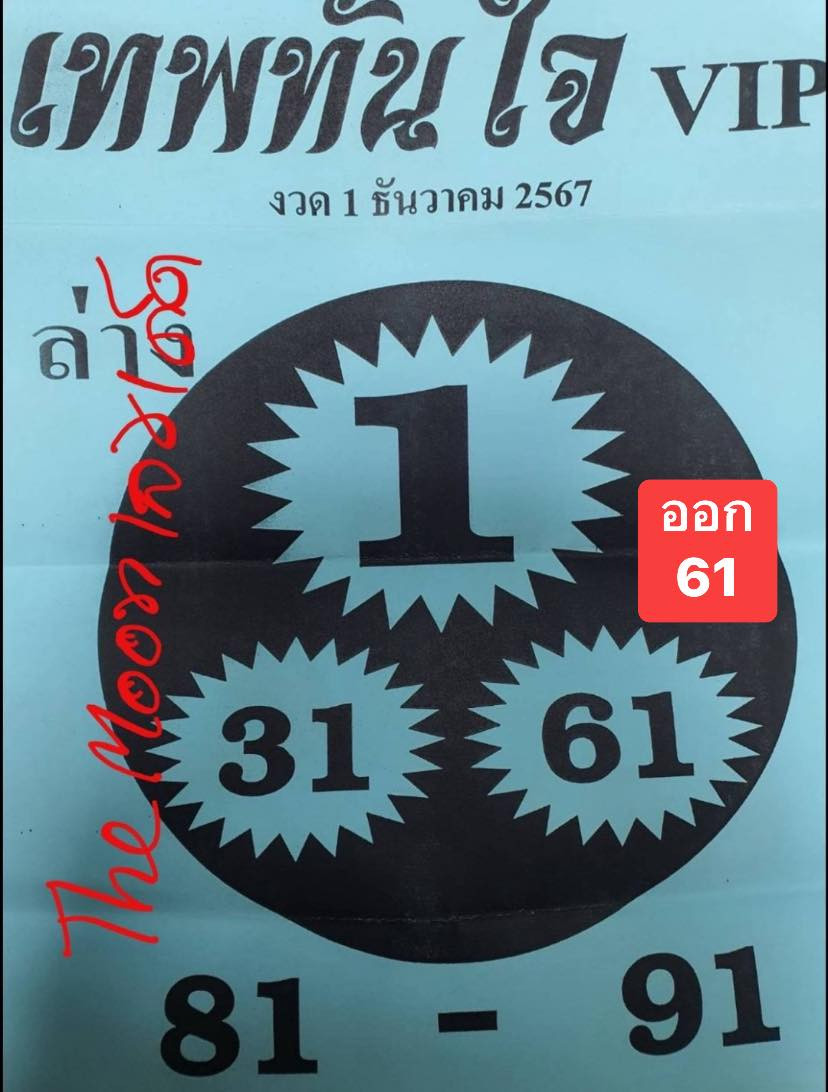 เทพทันใจ VIP
งวด 1 ธันวาคม 2567
ล่าง
The Moon เลขเด็ด
1
ออก
61
31 61
81 - 91